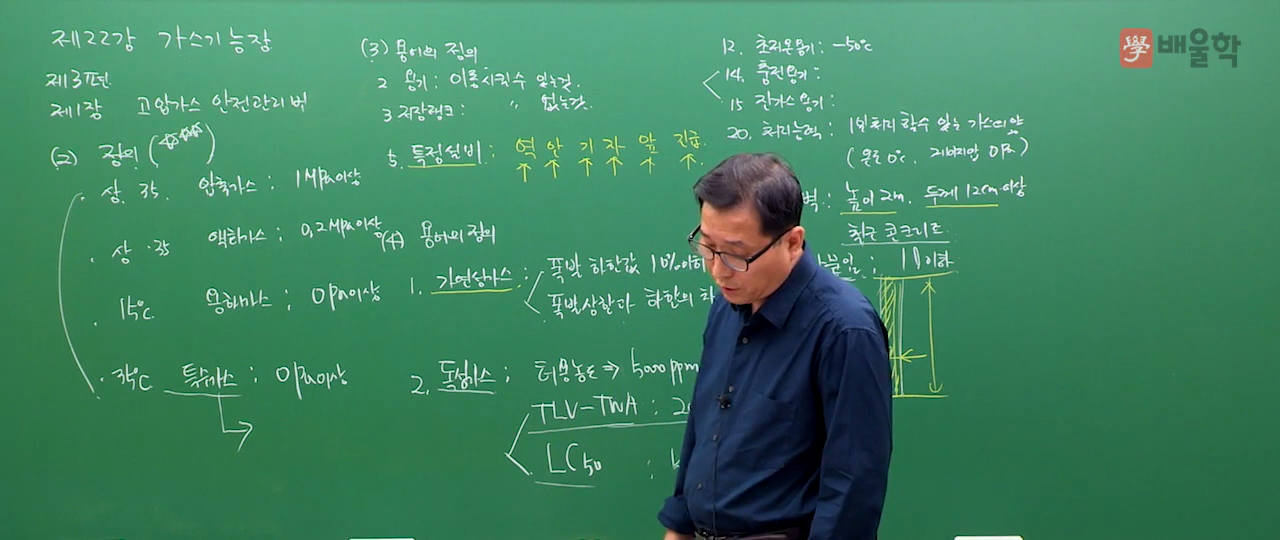 제22강 가스기능장
제3편
제1장 고압가스 안전관리법
(2) 정의 (☆☆☆)
상. 각. 압축가스 : 1MPa이상
상. 각 액화가스 : 0.2MPa이상
15℃ 용해가스 : 0Pa이상
35℃ 특수가스 : 0Pa이상
(3) 용어의 정의
2 용기 : 이동시킬수 있는것.
3 저장탱크 : 〃 없는것.
5. 특정설비 : 역 안 기 자 앞 긴급.
(4) 용어의 정의
1. 가연성가스 : 폭발 하한값 10%이하
폭발상한과 하한의 차
2. 독성가스 : 허용농도 ⇒ 5000ppm
TLV-TWA : 20
LC50 :
12. 초저온용기 : -50℃
14. 충전용기 :
15 잔가스용기 :
20. 처리능력 : 1일 처리 할수 있는 가스의 양
(온도 0℃, 게이지압 0Pa)
벽 : 높이 2m. 두께 12cm이상
철근 콘크리트
: 1 이하
學 배울학